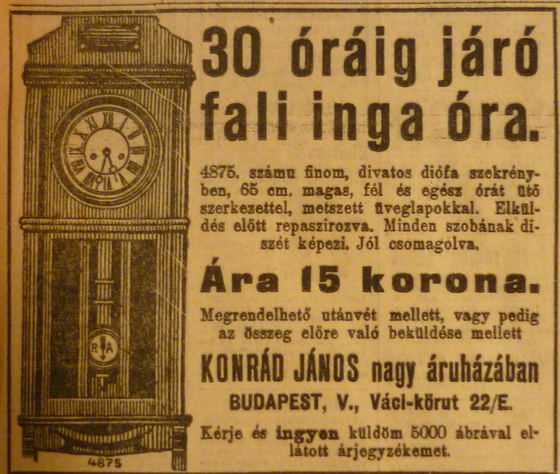 30 óráig járó
fali inga óra.
4875. számu finom, divatos diófa szekrény-
ben, 65 cm. magas, fél és egész órát ütő
szerkezettel, metszett üveglapokkal. Elkül-
dés előtt repaszirozva. Minden szobának di-
szét képezi. Jól csomagolva.
Ára 15 korona.
Megrendelhető utánvét mellett, vagy pedig
az összeg előre való beküldése mellett
KONRÁD JÁNOS nagy áruházában
BUDAPEST, V., Váci-körut 22/E.
Kérje és ingyen küldöm 5000 ábrával el-
látott árjegyzékemet.
R A
4875